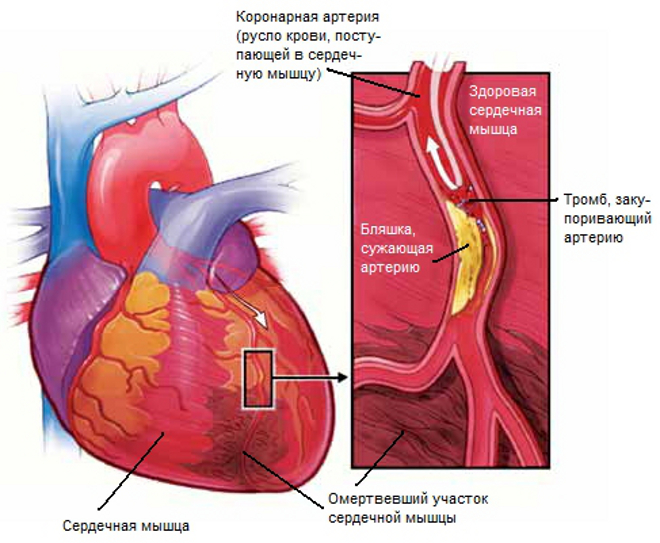 Коронарная артерия
(русло крови, посту-
пающей в сердеч-
ную мышцу)
Здоровая
сердечная
мышца
Тромб, заку-
поривающий
артерию
Бляшка,
сужающая
артерию
Омертвевший участок
сердечной мышцы
Сердечная мышца